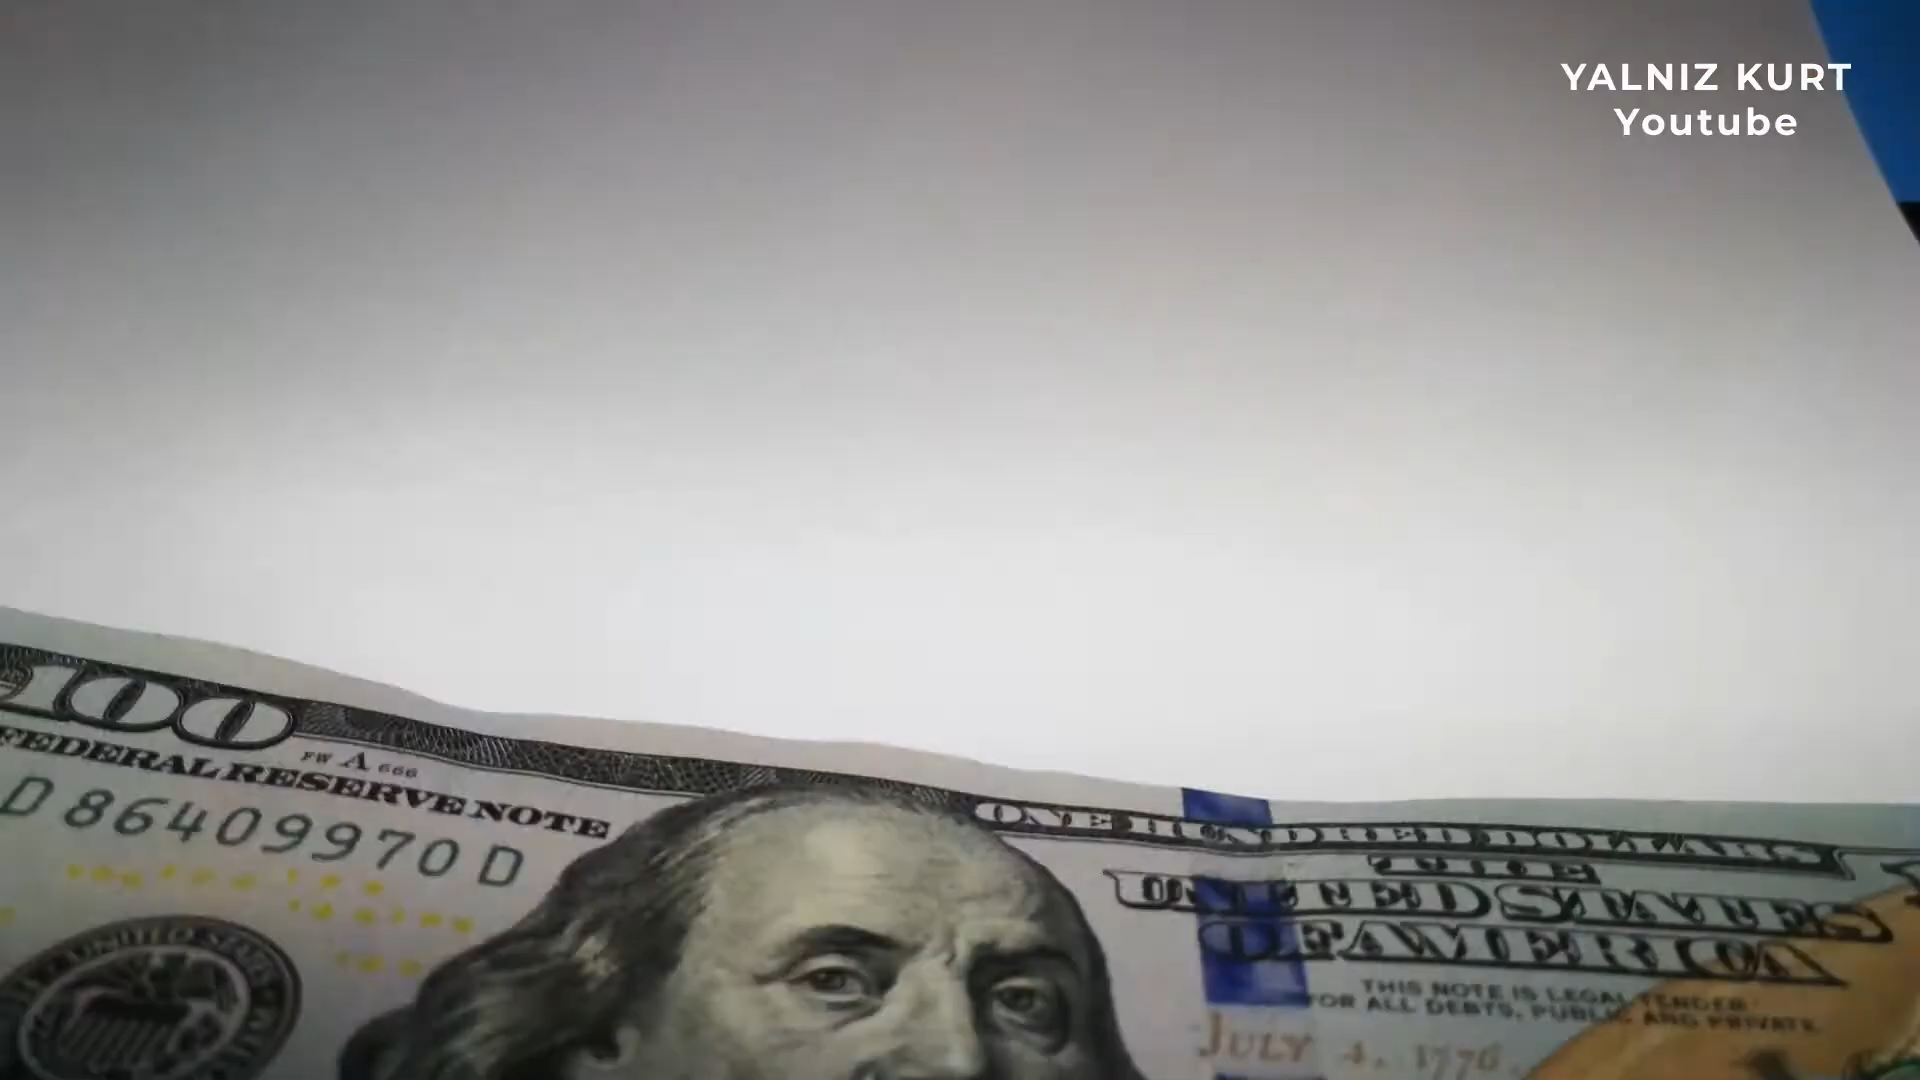 YALNIZ KURT
Youtube
100
FW A 666
FEDERAL RESERVE NOTE
D 86409970 D
ONE HUNDRED DOLLARS
THE
UNITED STATES
OF AMERICA
THIS NOTE IS LEGAL TENDER
FOR ALL DEBTS, PUBLIC AND PRIVATE
JULY 4, 1776